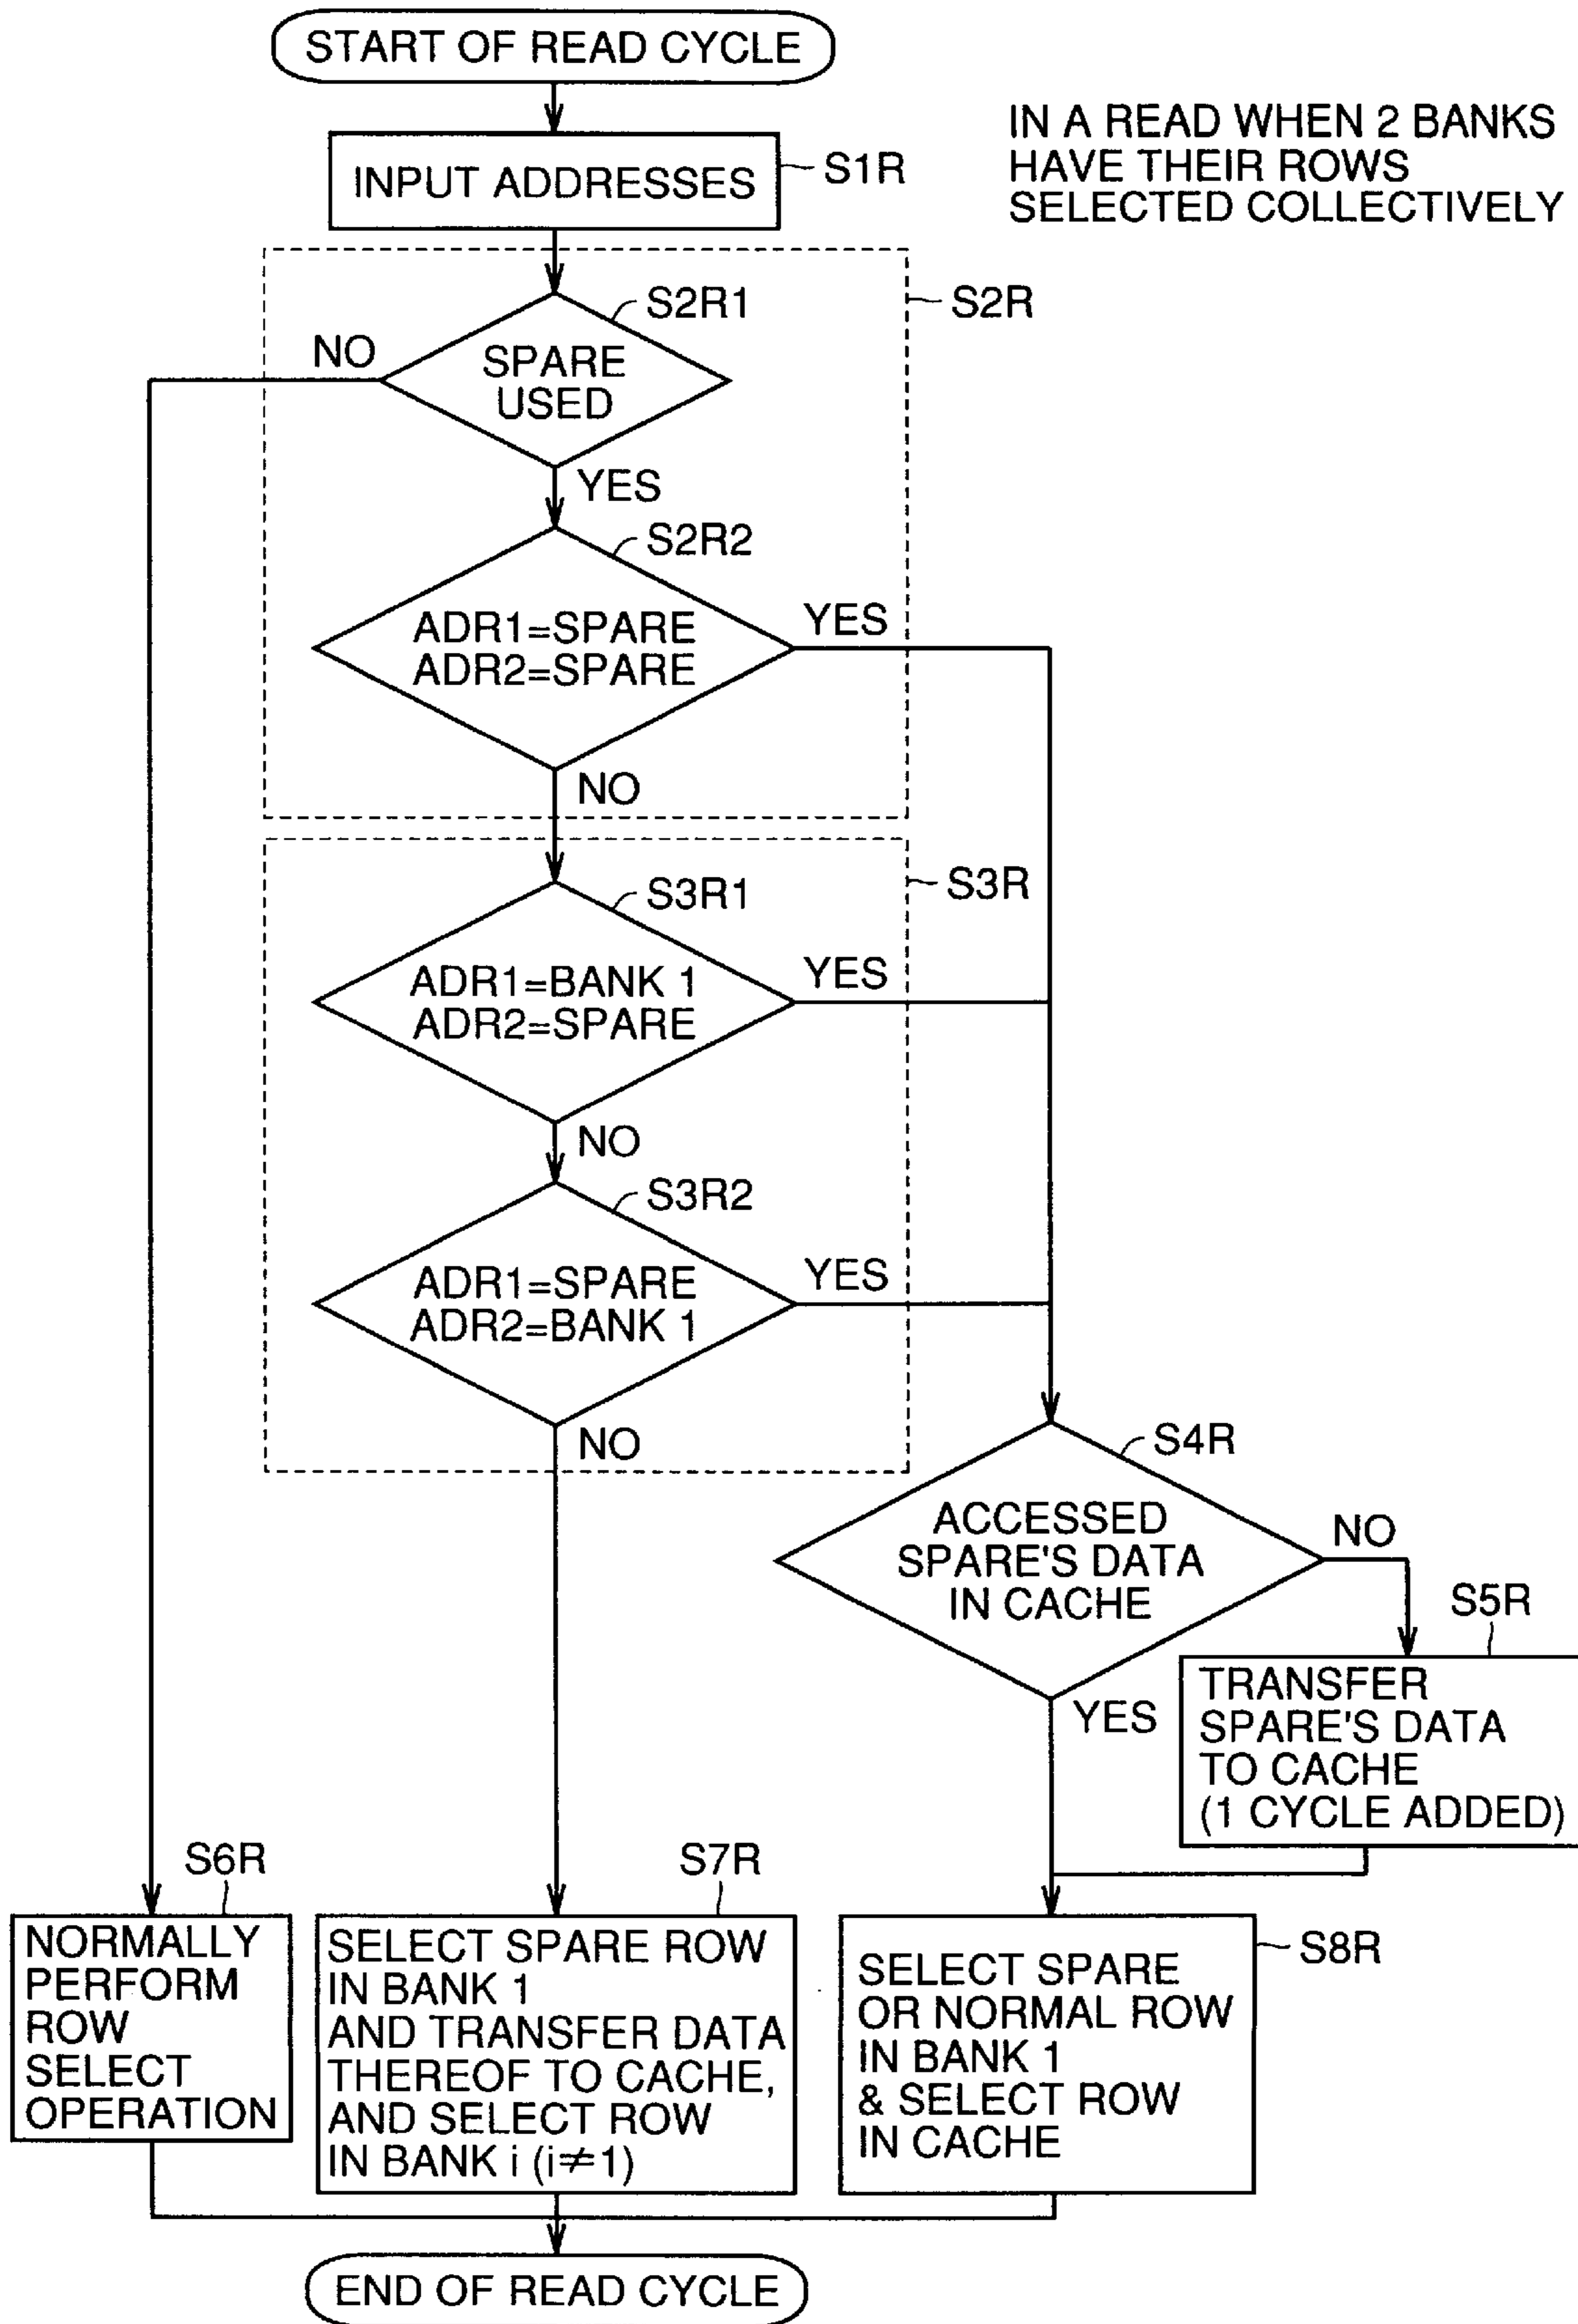 START OF READ CYCLE
IN A READ WHEN 2 BANKS
HAVE THEIR ROWS
SELECTED COLLECTIVELY
INPUT ADDRESSES
S1R
S2R1
S2R
NO
SPARE
USED
YES
S2R2
ADR1=SPARE
ADR2=SPARE
YES
NO
S3R1
S3R
ADR1=BANK 1
ADR2=SPARE
YES
NO
S3R2
ADR1=SPARE
ADR2=BANK 1
YES
NO
S4R
ACCESSED
SPARE'S DATA
IN CACHE
NO
YES
S5R
TRANSFER
SPARE'S DATA
TO CACHE
(1 CYCLE ADDED)
S6R
NORMALLY
PERFORM
ROW
SELECT
OPERATION
S7R
SELECT SPARE ROW
IN BANK 1
AND TRANSFER DATA
THEREOF TO CACHE,
AND SELECT ROW
IN BANK i (i≠1)
S8R
SELECT SPARE
OR NORMAL ROW
IN BANK 1
& SELECT ROW
IN CACHE
END OF READ CYCLE